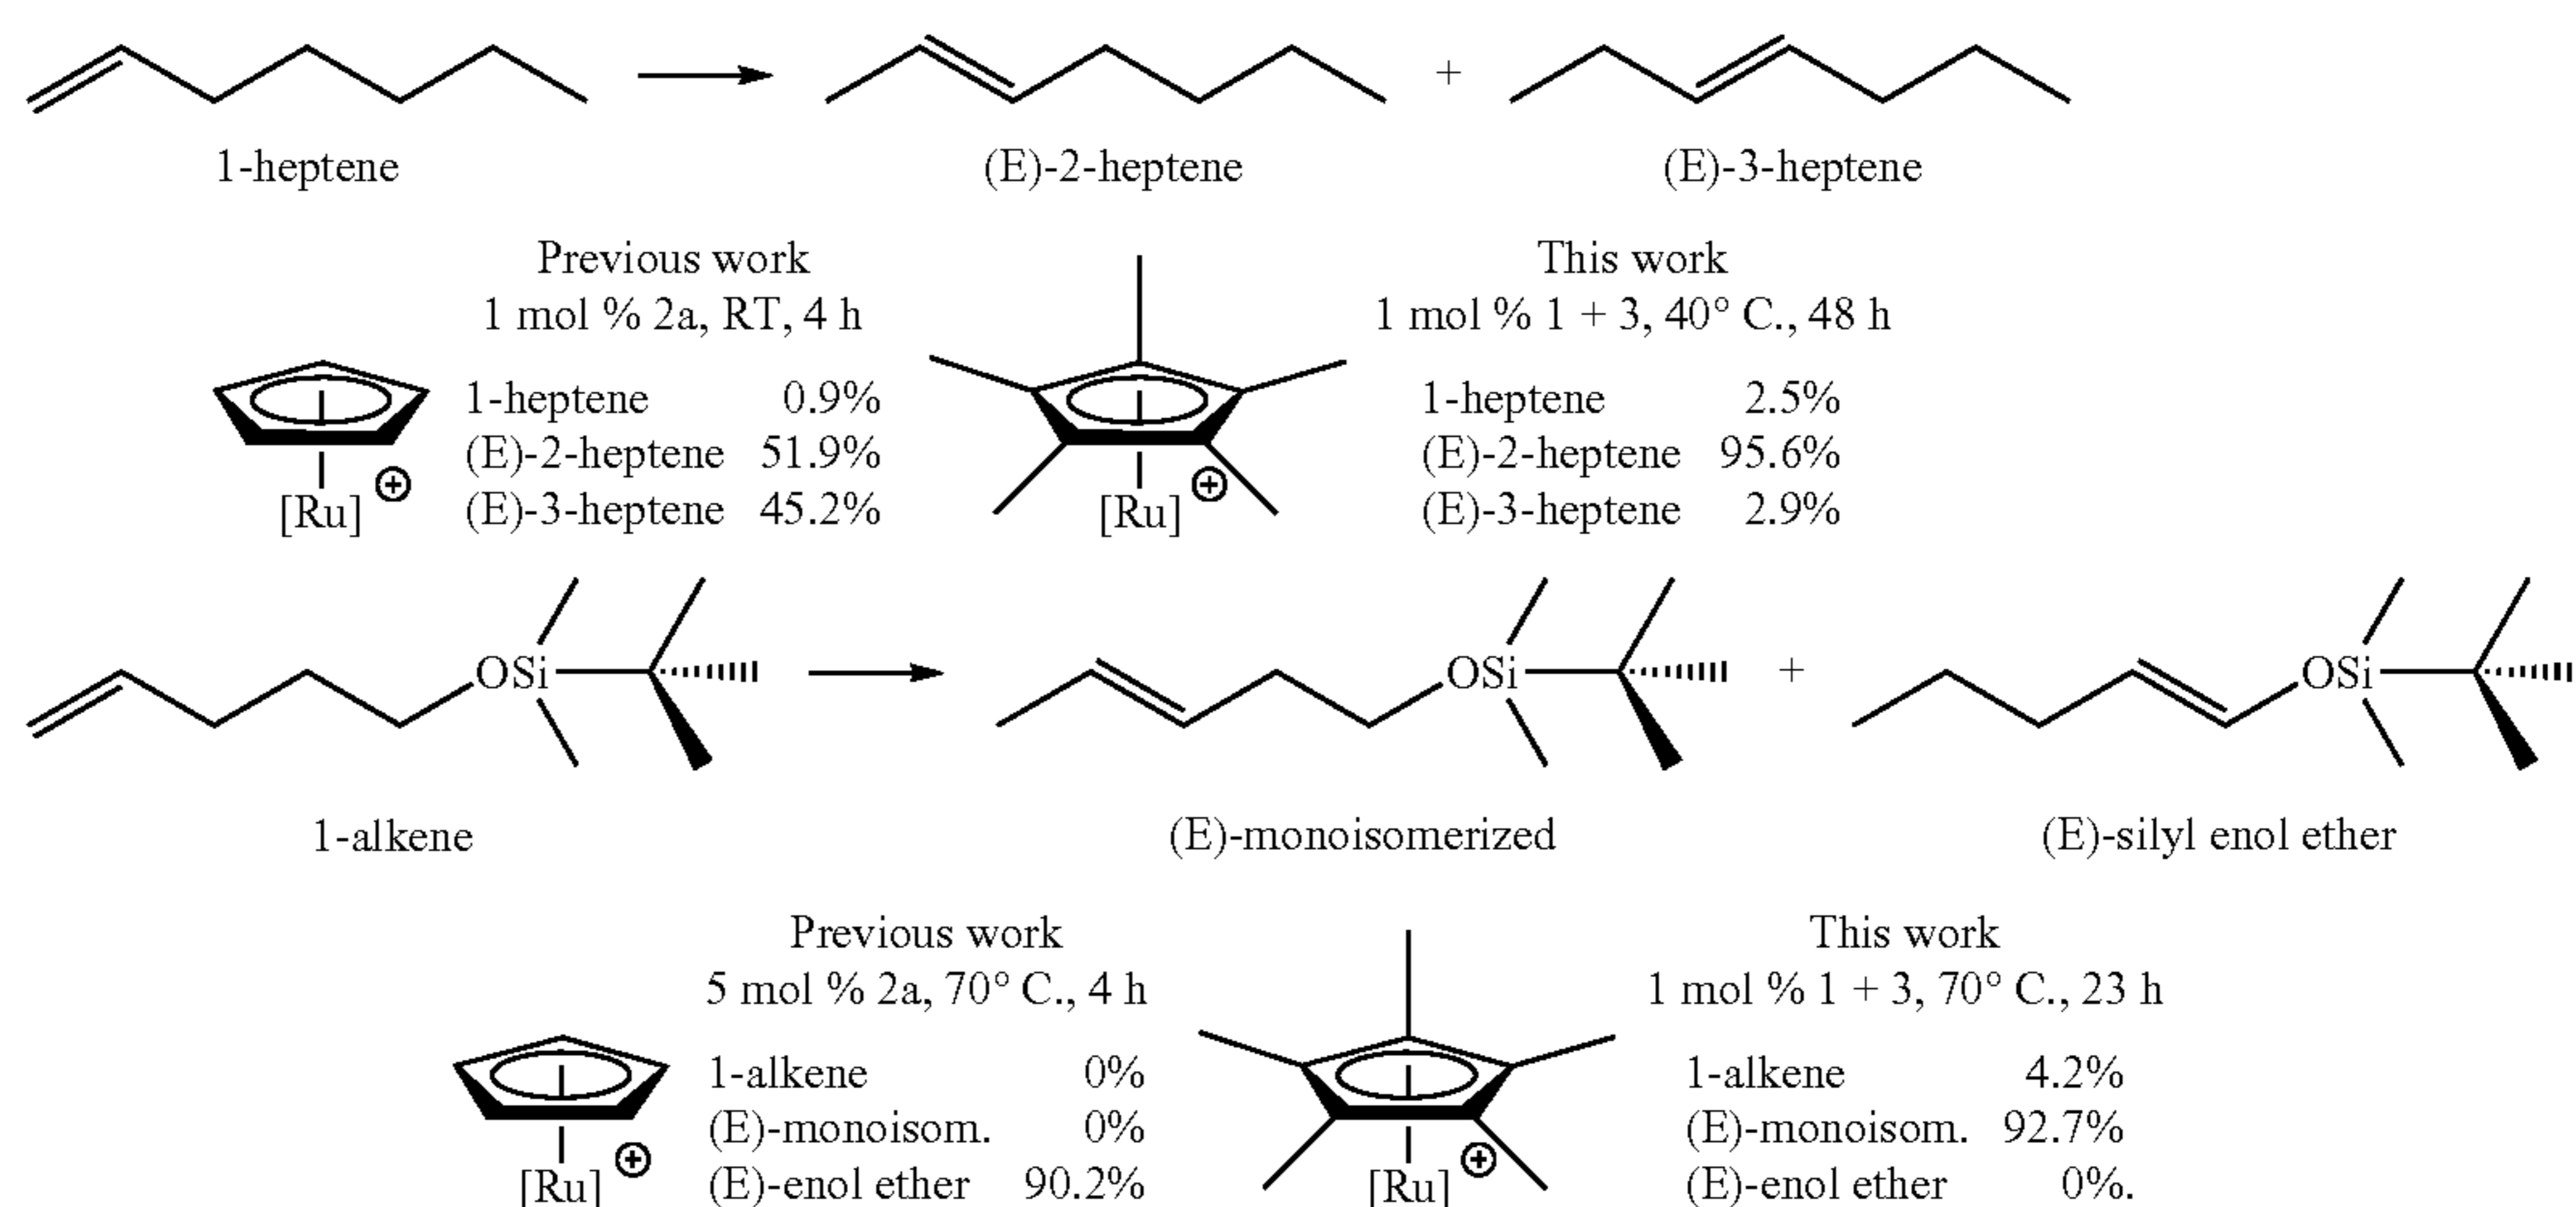 +
1-heptene (E)-2-heptene (E)-3-heptene
Previous work
1 mol % 2a, RT, 4 h
1-heptene 0.9%
(E)-2-heptene 51.9%
(E)-3-heptene 45.2%
[Ru] ⊕
This work
1 mol % 1 + 3, 40° C., 48 h
1-heptene 2.5%
(E)-2-heptene 95.6%
(E)-3-heptene 2.9%
[Ru] ⊕
OSi OSi + OSi
1-alkene (E)-monoisomerized (E)-silyl enol ether
Previous work
5 mol % 2a, 70° C., 4 h
1-alkene 0%
(E)-monoisom. 0%
(E)-enol ether 90.2%
[Ru] ⊕
This work
1 mol % 1 + 3, 70° C., 23 h
1-alkene 4.2%
(E)-monoisom. 92.7%
(E)-enol ether 0%.
[Ru] ⊕